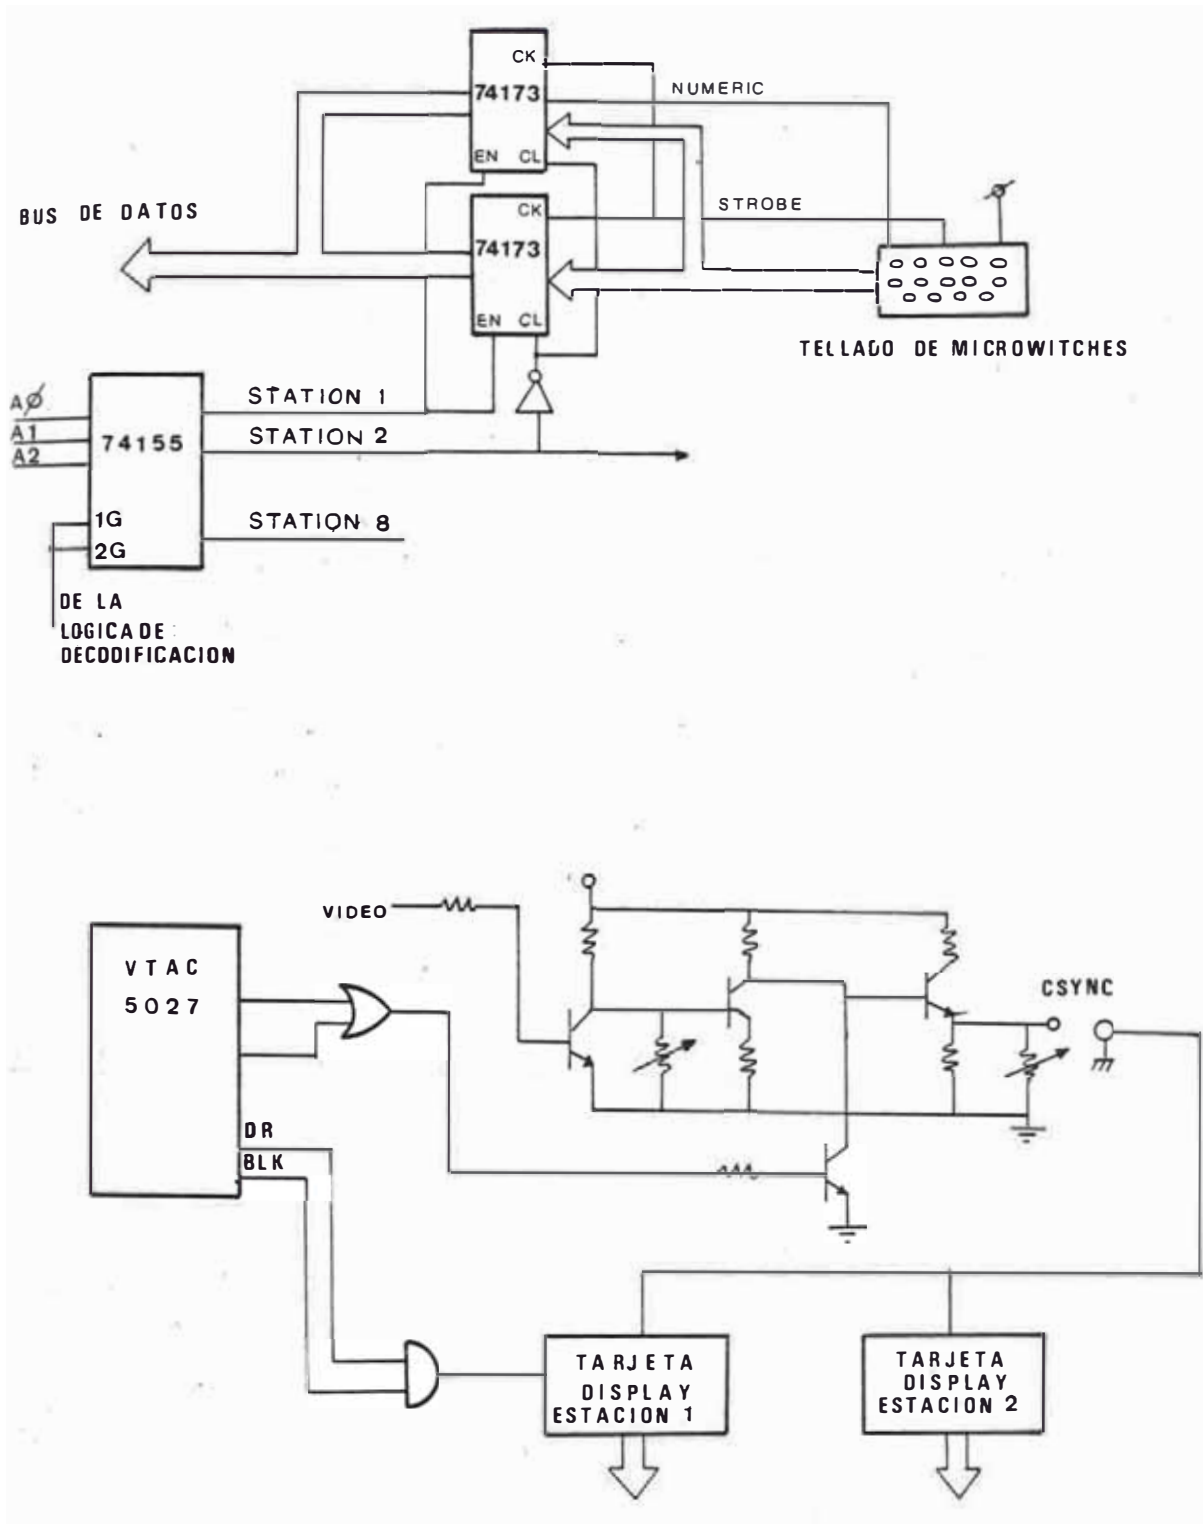 CK
74173
NUMERIC
EN CL
BUS DE DATOS
CK
STROBE
74173
EN CL
TELLADO DE MICROWITCHES
AØ
A1
A2
74155
STATION 1
STATION 2
1G
2G
STATION 8
DE LA
LOGICA DE
DECODIFICACION
VIDEO
VTAC
5027
CSYNC
DR
BLK
TARJETA
DISPLAY
ESTACION 1
TARJETA
DISPLAY
ESTACION 2